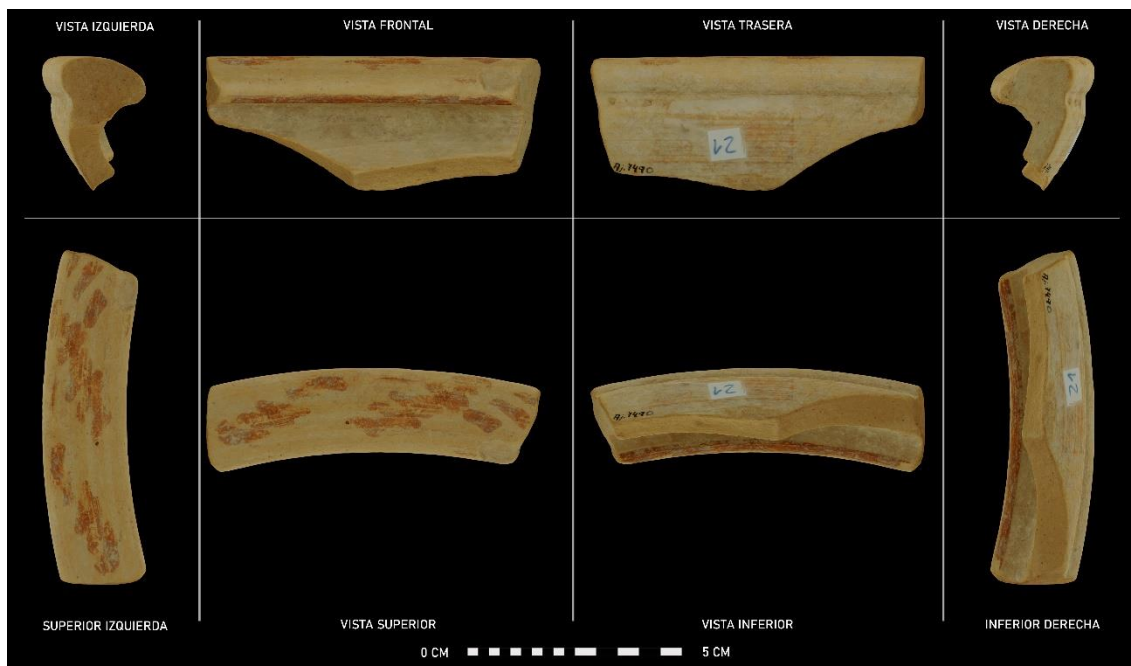 VISTA IZQUIERDA
VISTA FRONTAL
VISTA TRASERA
VISTA DERECHA
SUPERIOR IZQUIERDA
VISTA SUPERIOR
VISTA INFERIOR
INFERIOR DERECHA
0 CM
5 CM